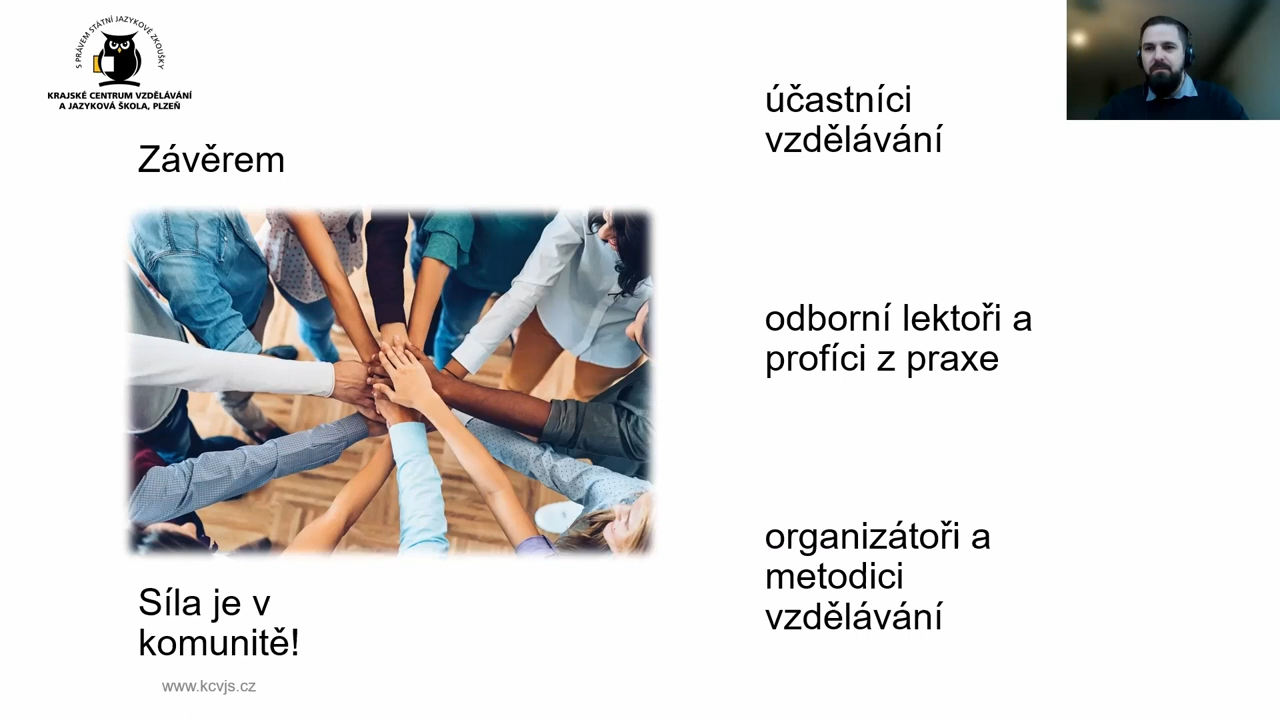 S PRÁVEM STÁTNÍ JAZYKOVÉ ZKOUŠKY
KRAJSKÉ CENTRUM VZDĚLÁVÁNÍ
A JAZYKOVÁ ŠKOLA, PLZEŇ
Závěrem
Síla je v
komunitě!
www.kcvjs.cz
účastníci
vzdělávání
odborní lektoři a
profíci z praxe
organizátoři a
metodici
vzdělávání